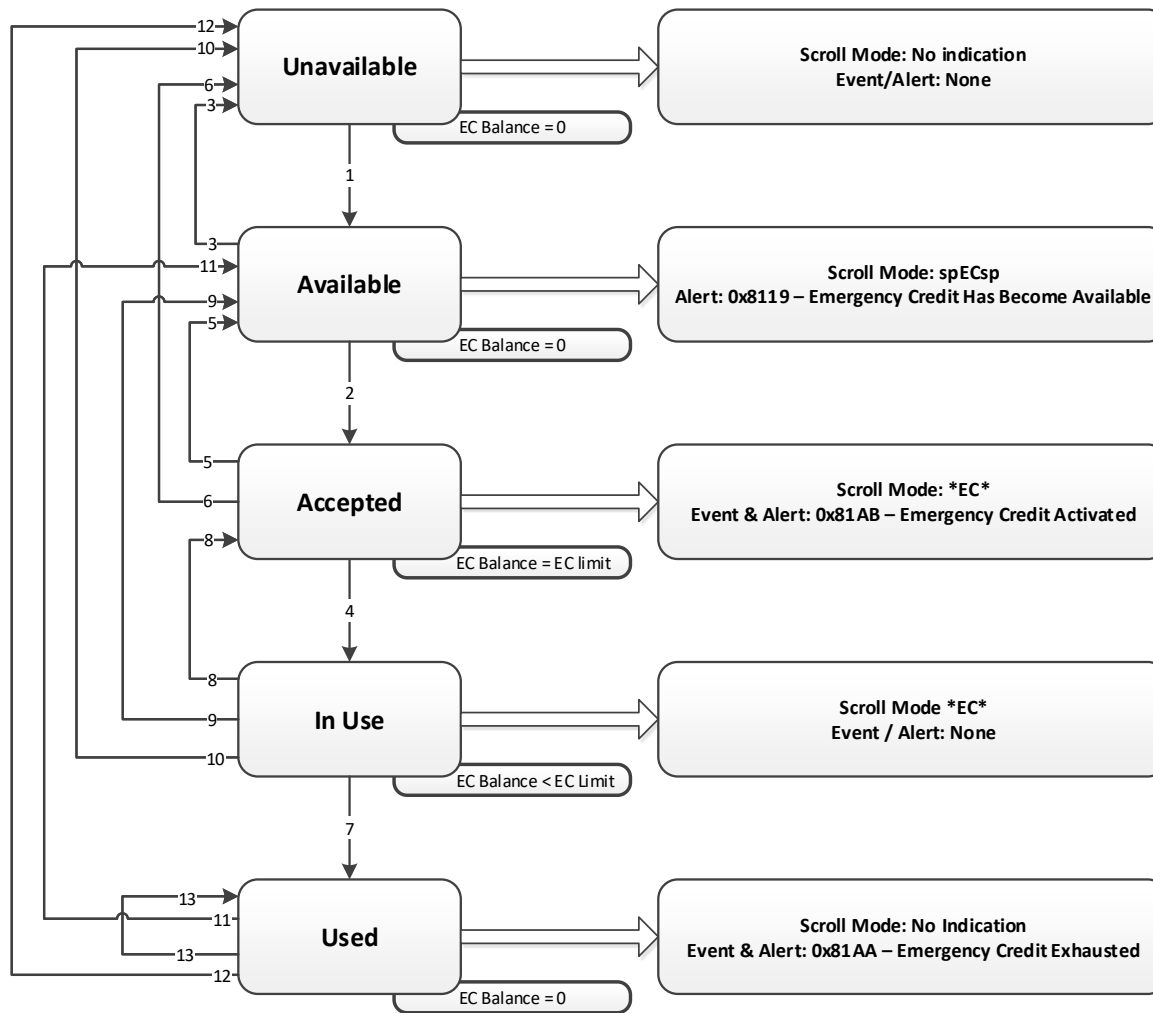 12
10
Unavailable
Scroll Mode: No indication
Event/Alert: None
6
3
EC Balance = 0
1
3
11
Available
Scroll Mode: spECsp
Alert: 0x8119 – Emergency Credit Has Become Available
9
5
EC Balance = 0
2
5
6
Accepted
Scroll Mode: *EC*
Event & Alert: 0x81AB – Emergency Credit Activated
8
EC Balance = EC limit
4
8
9
In Use
Scroll Mode *EC*
Event / Alert: None
10
EC Balance < EC Limit
7
13
11
Used
Scroll Mode: No Indication
Event & Alert: 0x81AA – Emergency Credit Exhausted
13
12
EC Balance = 0